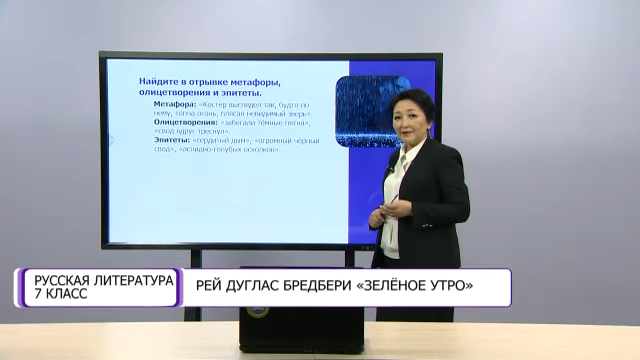 Найдите в отрывке метафоры,
олицетворения и эпитеты.
Метафора: «Костёр выглядел так, будто по
нему, топча огонь, плясал невидимый зверь»
Олицетворения: «забегали тёмные пятна»,
«свод вдруг треснул».
Эпитеты: «сердитый дым», «огромный чёрный
свод», «аспидно-голубых осколков»
РУССКАЯ ЛИТЕРАТУРА
7 КЛАСС
РЕЙ ДУГЛАС БРЕДБЕРИ «ЗЕЛЁНОЕ УТРО»